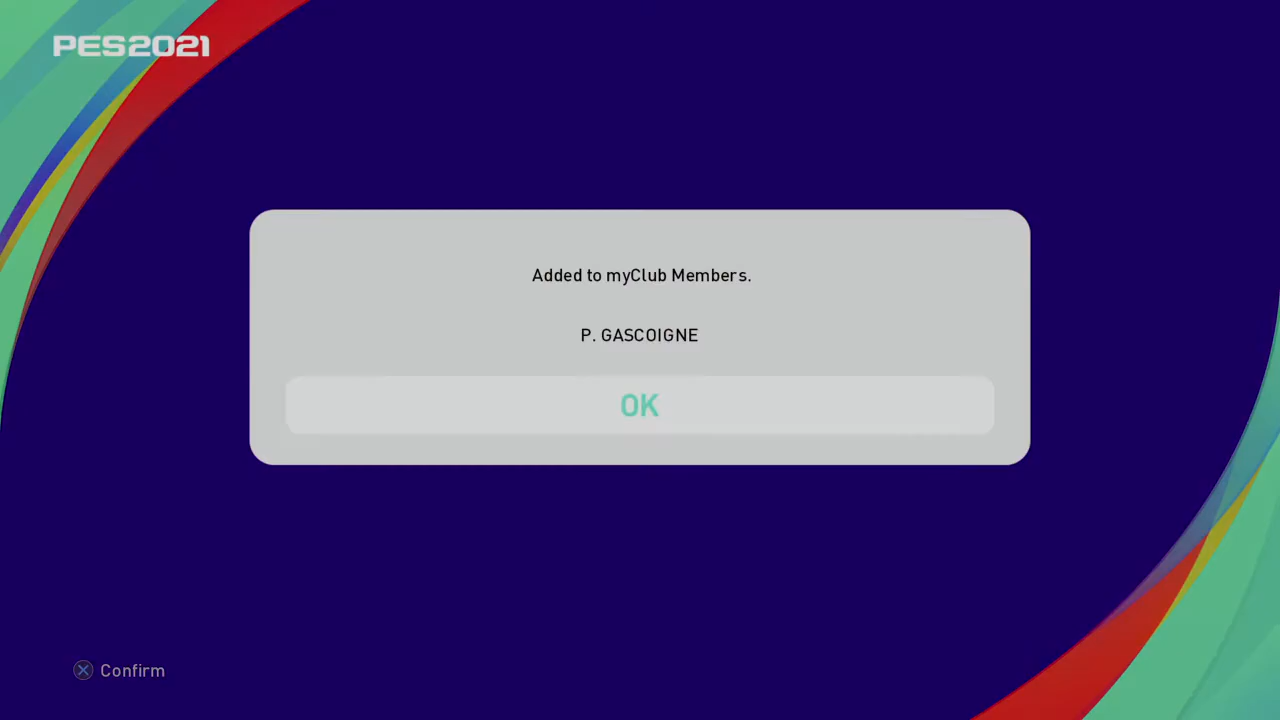 PES2021
Added to myClub Members.
P. GASCOIGNE
OK
Confirm